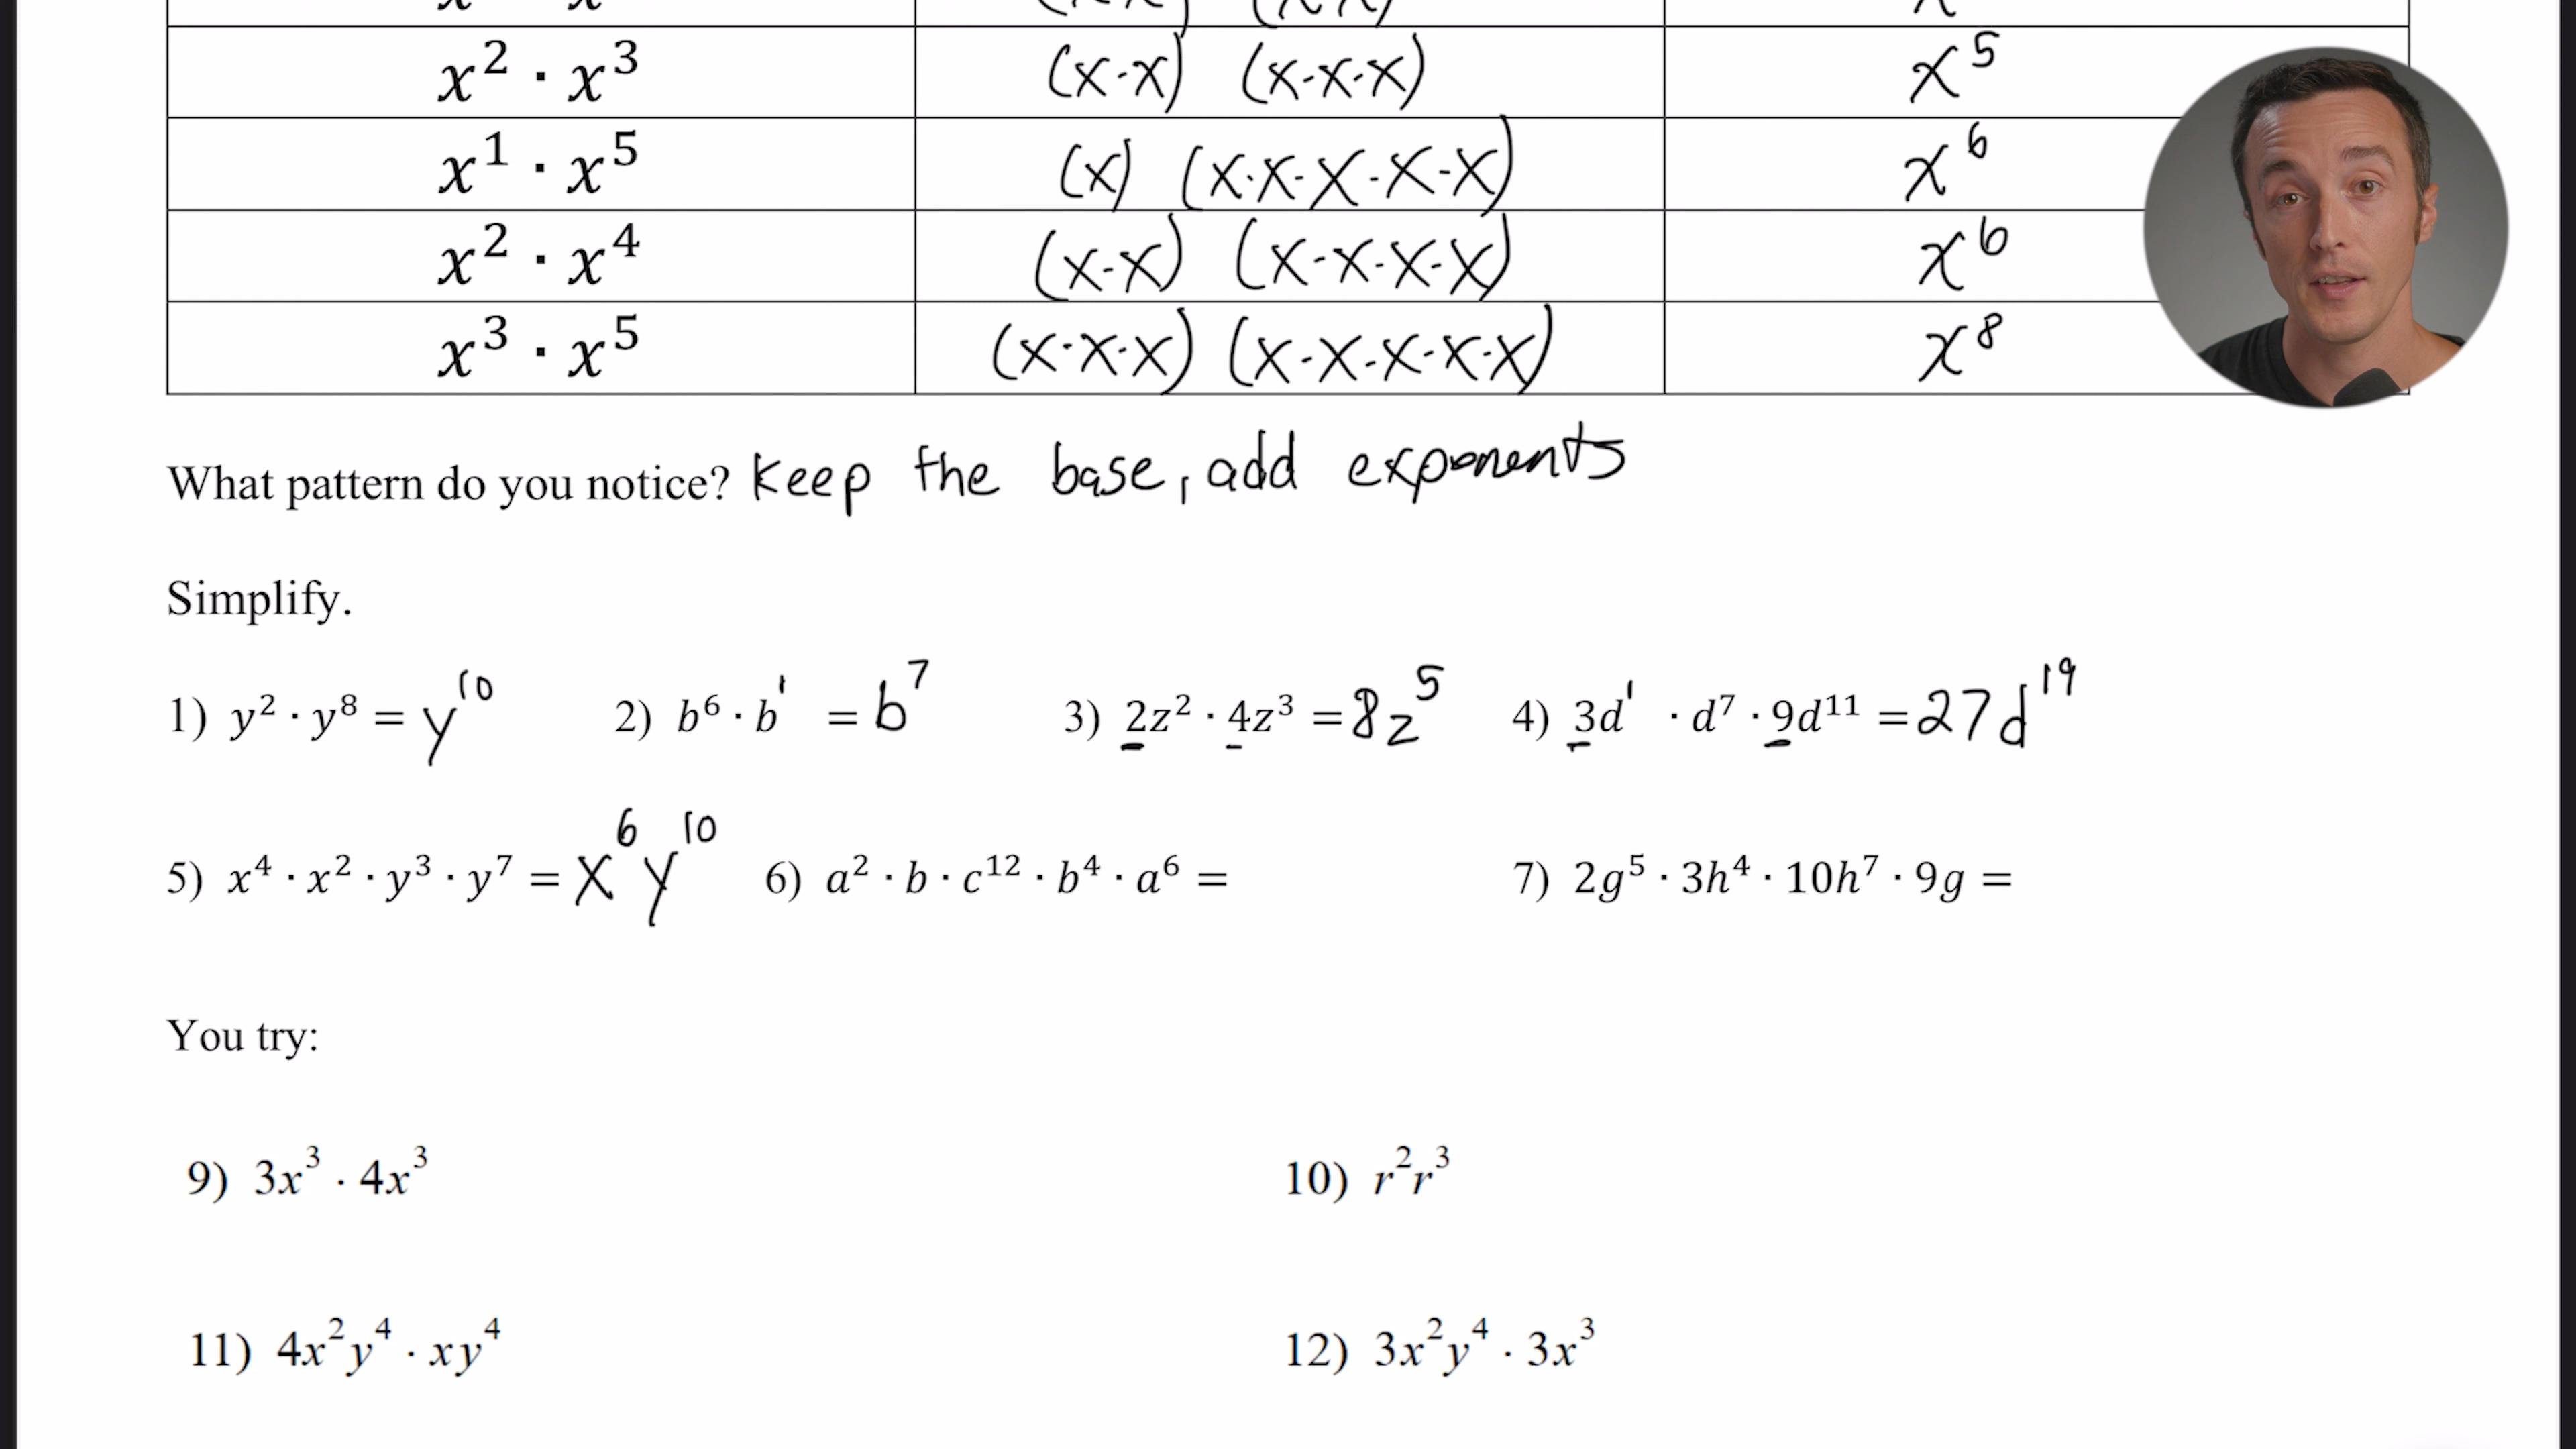 x² · x³ (x·x) (x·x·x) x⁵
x¹ · x⁵ (x) (x·x·x·x·x) x⁶
x² · x⁴ (x·x) (x·x·x·x) x⁶
x³ · x⁵ (x·x·x) (x·x·x·x·x) x⁸
What pattern do you notice? Keep the base, add exponents
Simplify.
1) y² · y⁸ = y¹⁰ 2) b⁶ · b¹ = b⁷ 3) 2z² · 4z³ = 8z⁵ 4) 3d¹ · d⁷ · 9d¹¹ = 27d¹⁹
5) x⁴ · x² · y³ · y⁷ = x⁶y¹⁰ 6) a² · b · c¹² · b⁴ · a⁶ = 7) 2g⁵ · 3h⁴ · 10h⁷ · 9g =
You try:
9) 3x³ · 4x³ 10) r²r³
11) 4x²y⁴ · xy⁴ 12) 3x²y⁴ · 3x³